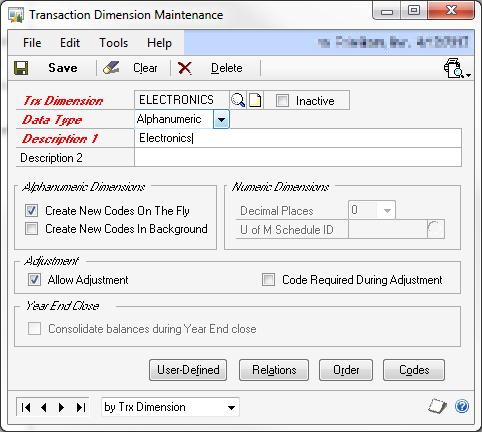 Transaction Dimension Maintenance
File Edit Tools Help
Save Clear Delete
Trx Dimension ELECTRONICS Inactive
Data Type Alphanumeric
Description 1 Electronics
Description 2
Alphanumeric Dimensions Numeric Dimensions
Create New Codes On The Fly Decimal Places 0
Create New Codes In Background U of M Schedule ID
Adjustment
Allow Adjustment Code Required During Adjustment
Year End Close
Consolidate balances during Year End close
User-Defined Relations Order Codes
by Trx Dimension